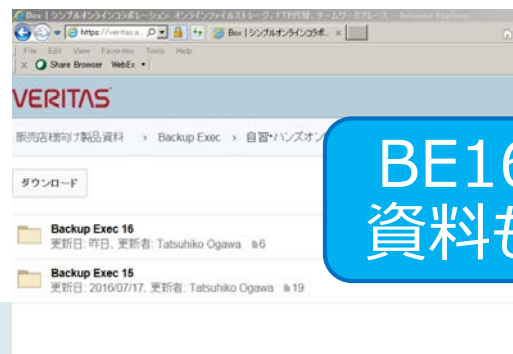 Box | シンプルオンラインコラボレーション: オンラインファイルストレージ、FTP代替、チームワークスペース - Internet Explorer
https://veritas.a...
Box | シンプルオンラインコラボ...
File Edit View Favorites Tools Help
x Share Browser WebEx
VERITAS
販売店様向け製品資料 › Backup Exec › 自習・ハンズオン
BE16
資料も
ダウンロード
Backup Exec 16
更新日: 昨日、更新者: Tatsuhiko Ogawa 6
Backup Exec 15
更新日: 2016/07/17、更新者: Tatsuhiko Ogawa 19